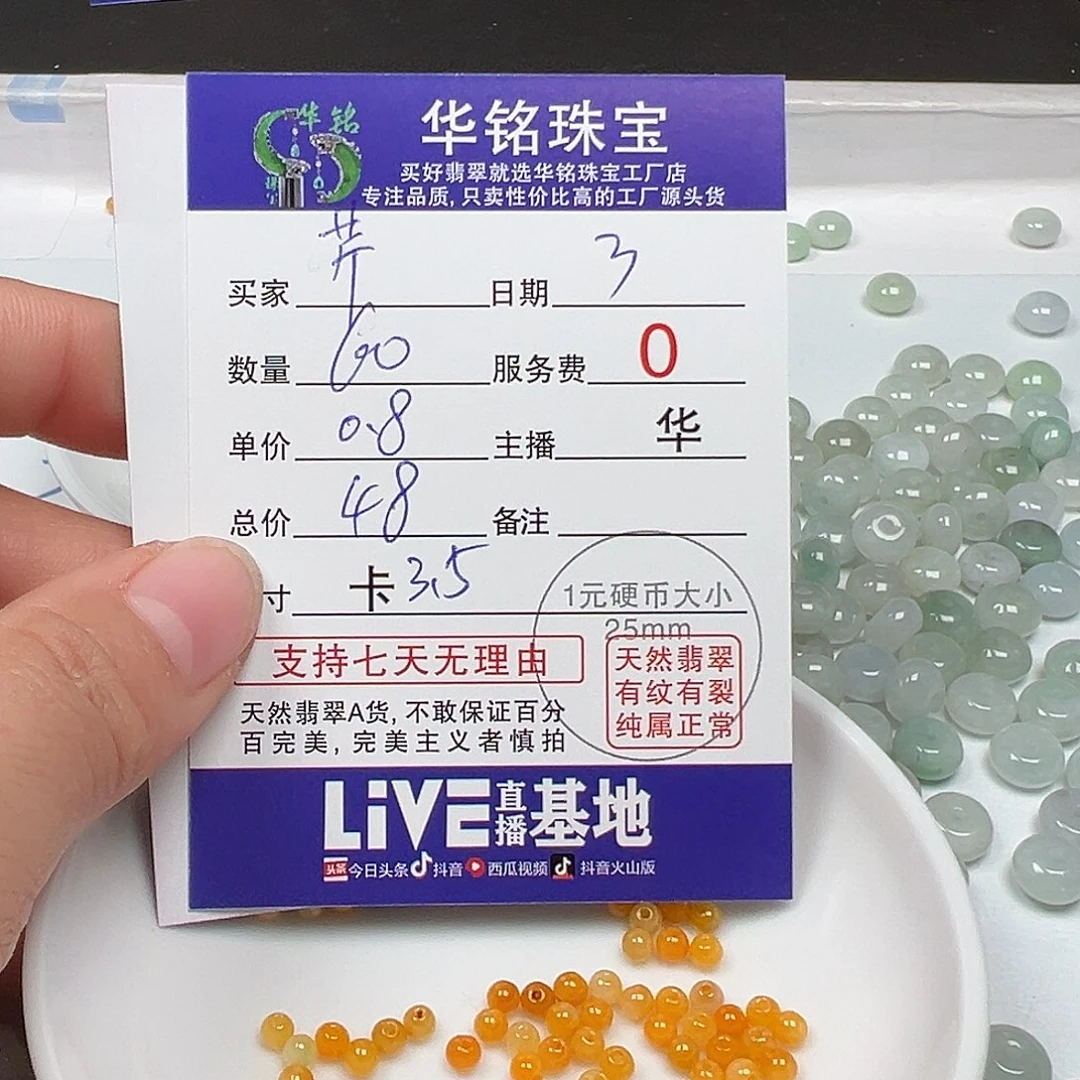 华铭
华铭珠宝
买好翡翠就选华铭珠宝工厂店
专注品质,只卖性价比高的工厂源头货
买家 芹 日期 3
数量 60 服务费 0
单价 0.8 主播 华
总价 48 备注
寸 卡 3.5
1元硬币大小
25mm
支持七天无理由
天然翡翠
有纹有裂
纯属正常
天然翡翠A货,不敢保证百分
百完美,完美主义者慎拍
LiVE直播基地
头条 今日头条 抖音 西瓜视频 抖音火山版